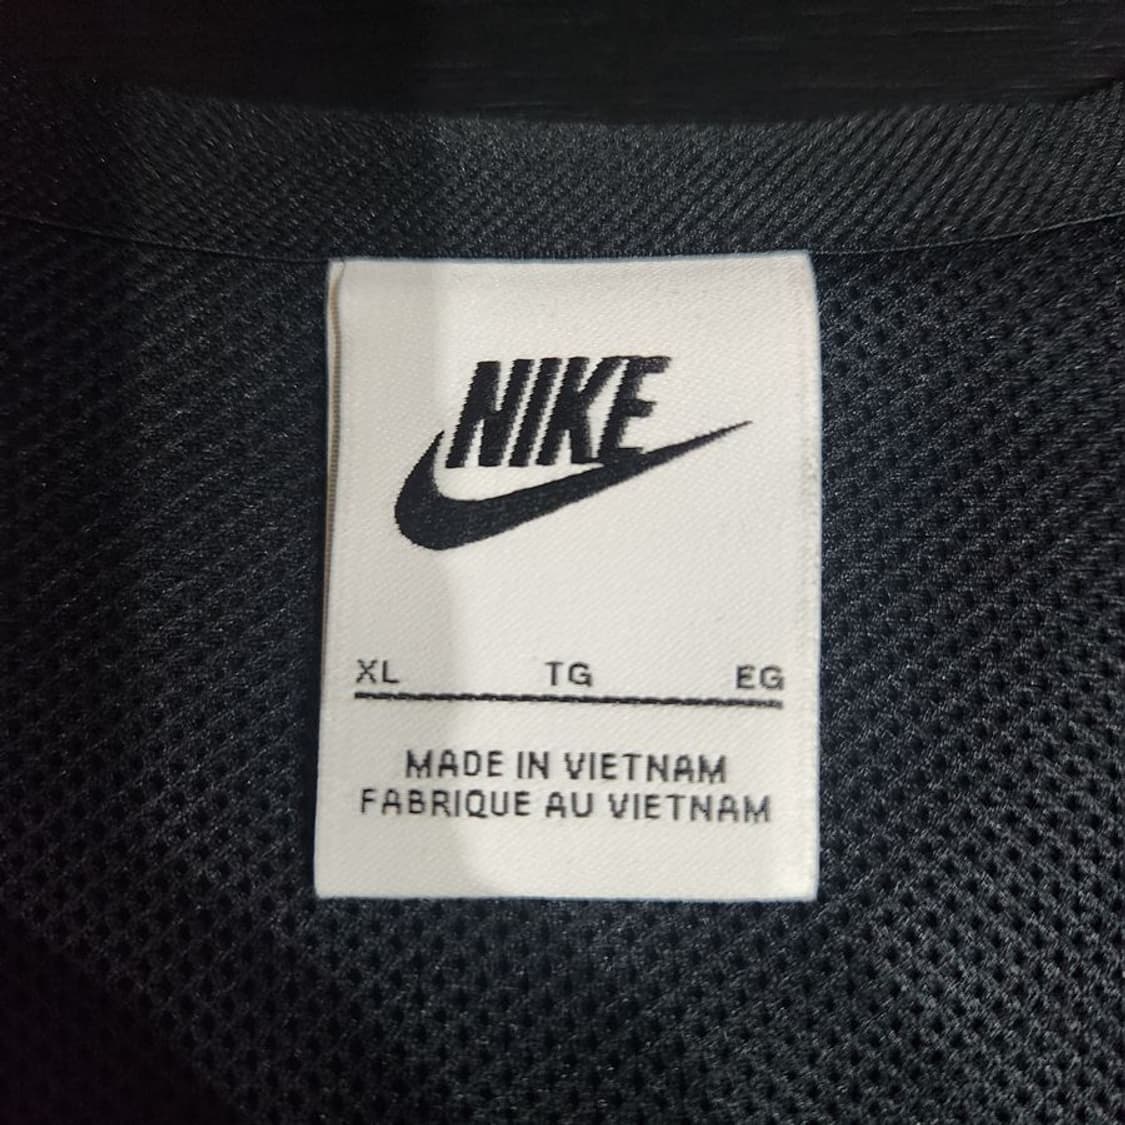 NIKE
XL TG EG
MADE IN VIETNAM
FABRIQUE AU VIETNAM